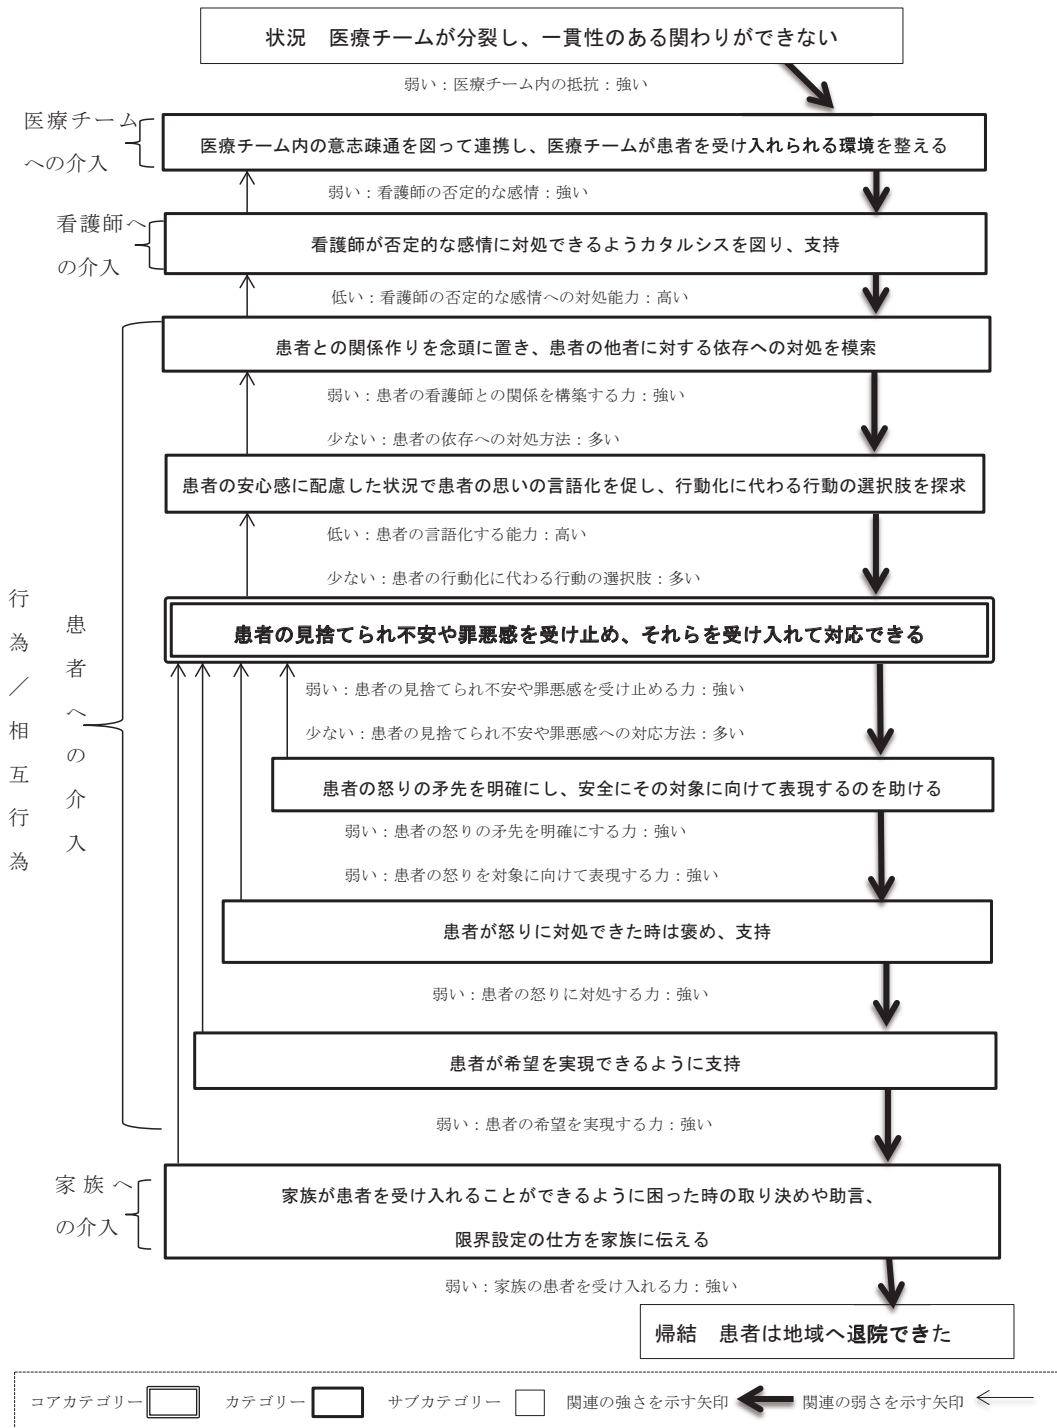 状況　医療チームが分裂し、一貫性のある関わりができない
弱い：医療チーム内の抵抗：強い
医療チーム
への介入
医療チーム内の意志疎通を図って連携し、医療チームが患者を受け入れられる環境を整える
弱い：看護師の否定的な感情：強い
看護師へ
の介入
看護師が否定的な感情に対処できるようカタルシスを図り、支持
低い：看護師の否定的な感情への対処能力：高い
患者との関係作りを念頭に置き、患者の他者に対する依存への対処を模索
弱い：患者の看護師との関係を構築する力：強い
少ない：患者の依存への対処方法：多い
患者の安心感に配慮した状況で患者の思いの言語化を促し、行動化に代わる行動の選択肢を探求
低い：患者の言語化する能力：高い
少ない：患者の行動化に代わる行動の選択肢：多い
行為／相互行為
患者への介入
患者の見捨てられ不安や罪悪感を受け止め、それらを受け入れて対応できる
弱い：患者の見捨てられ不安や罪悪感を受け止める力：強い
少ない：患者の見捨てられ不安や罪悪感への対応方法：多い
患者の怒りの矛先を明確にし、安全にその対象に向けて表現するのを助ける
弱い：患者の怒りの矛先を明確にする力：強い
弱い：患者の怒りを対象に向けて表現する力：強い
患者が怒りに対処できた時は褒め、支持
弱い：患者の怒りに対処する力：強い
患者が希望を実現できるように支持
弱い：患者の希望を実現する力：強い
家族へ
の介入
家族が患者を受け入れることができるように困った時の取り決めや助言、
限界設定の仕方を家族に伝える
弱い：家族の患者を受け入れる力：強い
帰結　患者は地域へ退院できた
コアカテゴリー　カテゴリー　サブカテゴリー　関連の強さを示す矢印　関連の弱さを示す矢印